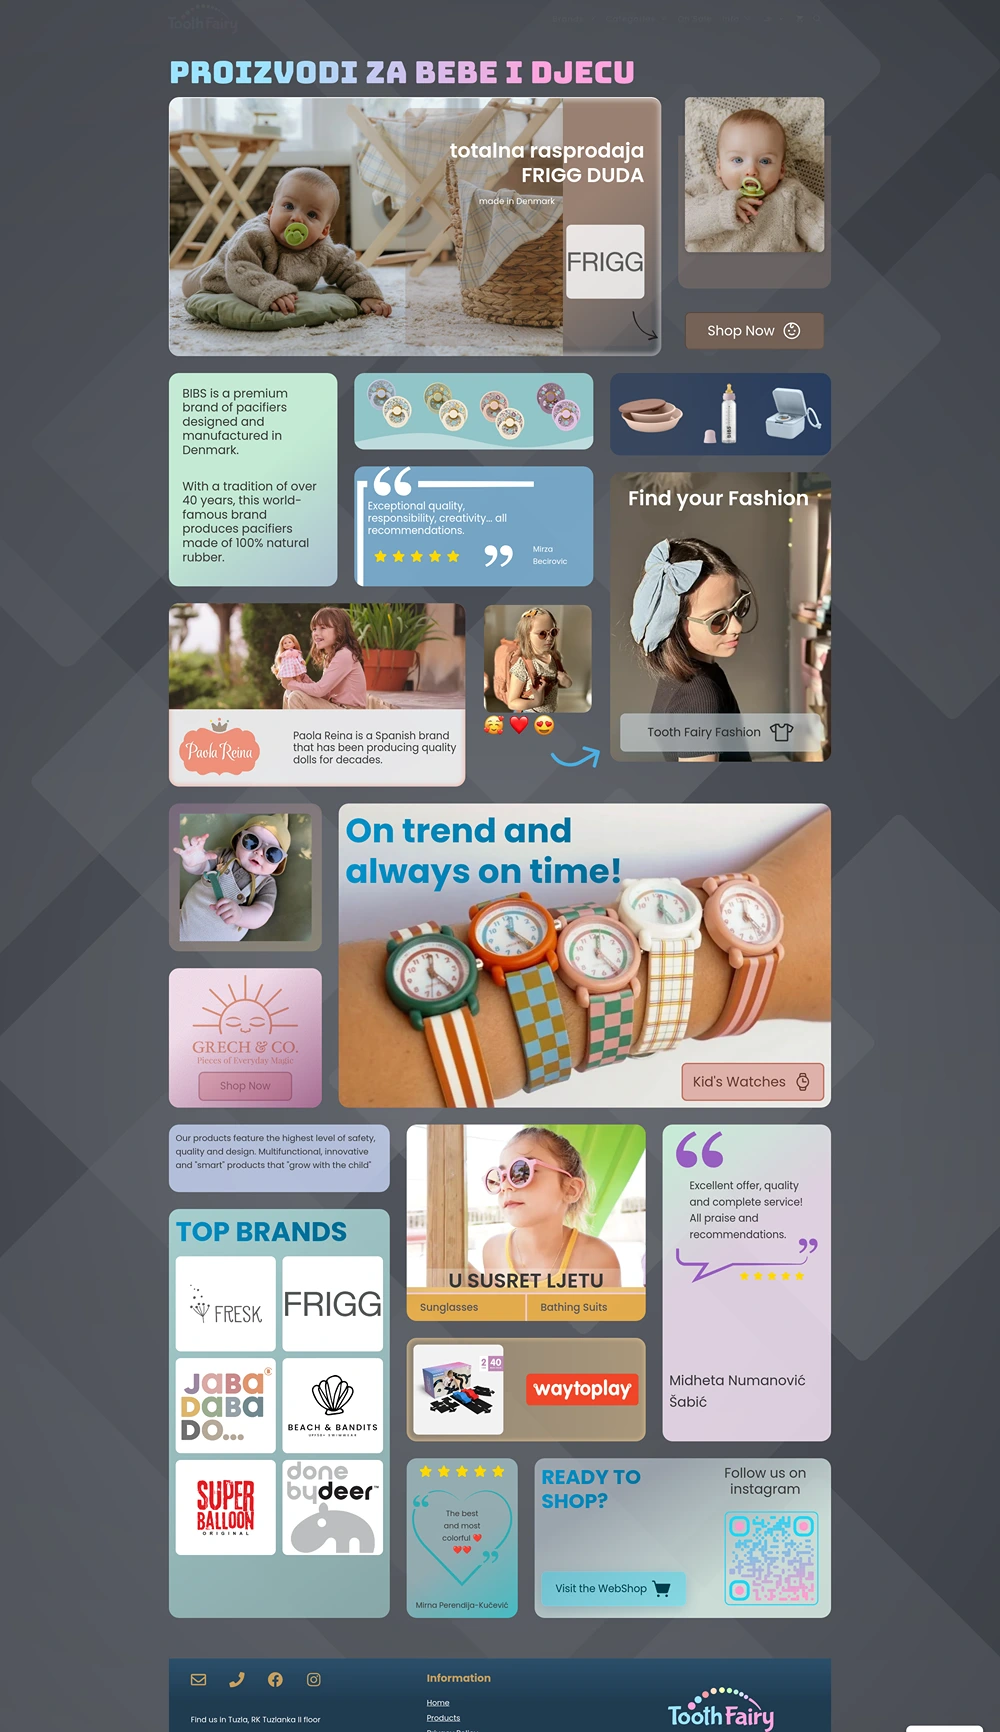 Tooth Fairy
PROIZVODI ZA BEBE I DJECU
totalna rasprodaja
FRIGG DUDA
made in Denmark
FRIGG
Shop Now
BIBS is a premium
brand of pacifiers
designed and
manufactured in
Denmark.
With a tradition of over
40 years, this world-
famous brand
produces pacifiers
made of 100% natural
rubber.
Exceptional quality,
responsibility, creativity... all
recommendations.
Mirza
Becirovic
Find your Fashion
Tooth Fairy Fashion
Paola Reina
Paola Reina is a Spanish brand
that has been producing quality
dolls for decades.
On trend and
always on time!
Kid's Watches
GRECH & CO.
Pieces of Everyday Magic
Shop Now
Our products feature the highest level of safety,
quality and design. Multifunctional, innovative
and "smart" products that "grow with the child"
TOP BRANDS
FRESK
FRIGG
JABA
DABA
DO...
BEACH & BANDITS
SUPER
BALLOON
ORIGINAL
done
by deer™
U SUSRET LJETU
Sunglasses
Bathing Suits
2 40
waytoplay
Excellent offer, quality
and complete service!
All praise and
recommendations.
Midheta Numanović
Šabić
The best
and most
colorful ❤️
❤️❤️
Mirna Perendija-Kučević
READY TO
SHOP?
Visit the WebShop
Follow us on
instagram
Find us in Tuzla, RK Tuzlanka II floor
Information
Home
Products
Tooth Fairy